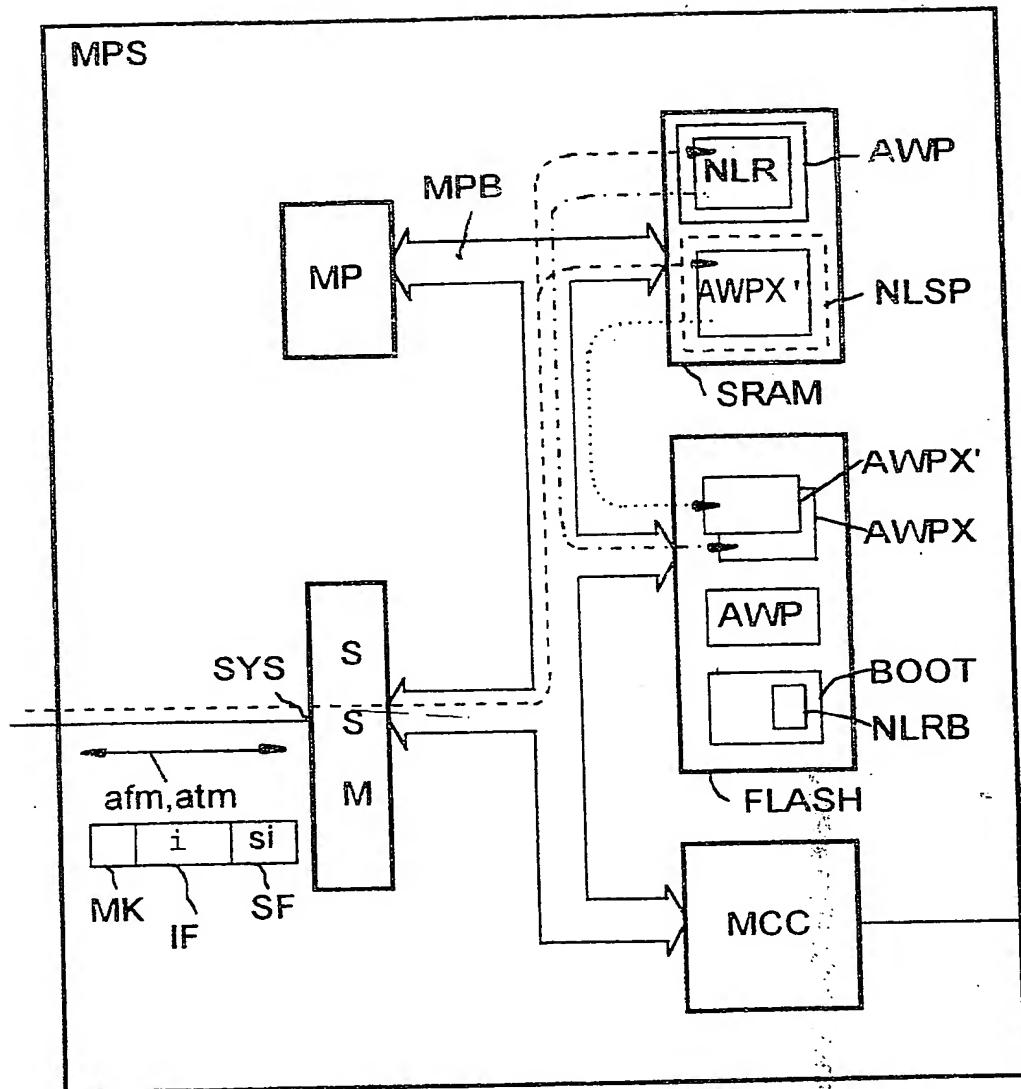 MPS
AWP
NLR
MPB
MP
AWPX'
NLSP
SRAM
AWPX'
AWPX
AWP
SYS
S
S
M
BOOT
NLRB
FLASH
afm,atm
i
si
MK
IF
SF
MCC